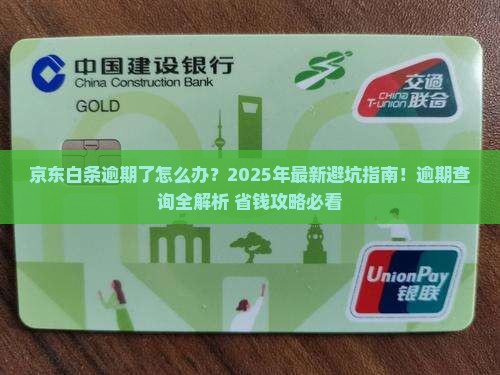 中国建设银行
China Construction Bank
GOLD
交通
联合
CHINA
T-UNION
京东白条逾期了怎么办？2025年最新避坑指南！逾期查
询全解析 省钱攻略必看
UnionPay
银联